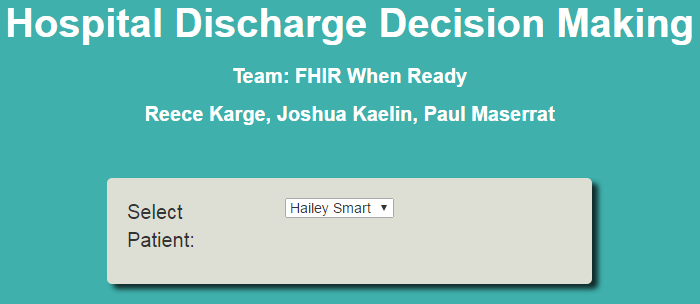 Hospital Discharge Decision Making
Team: FHIR When Ready
Reece Karge, Joshua Kaelin, Paul Maserrat
Select Hailey Smart
Patient: